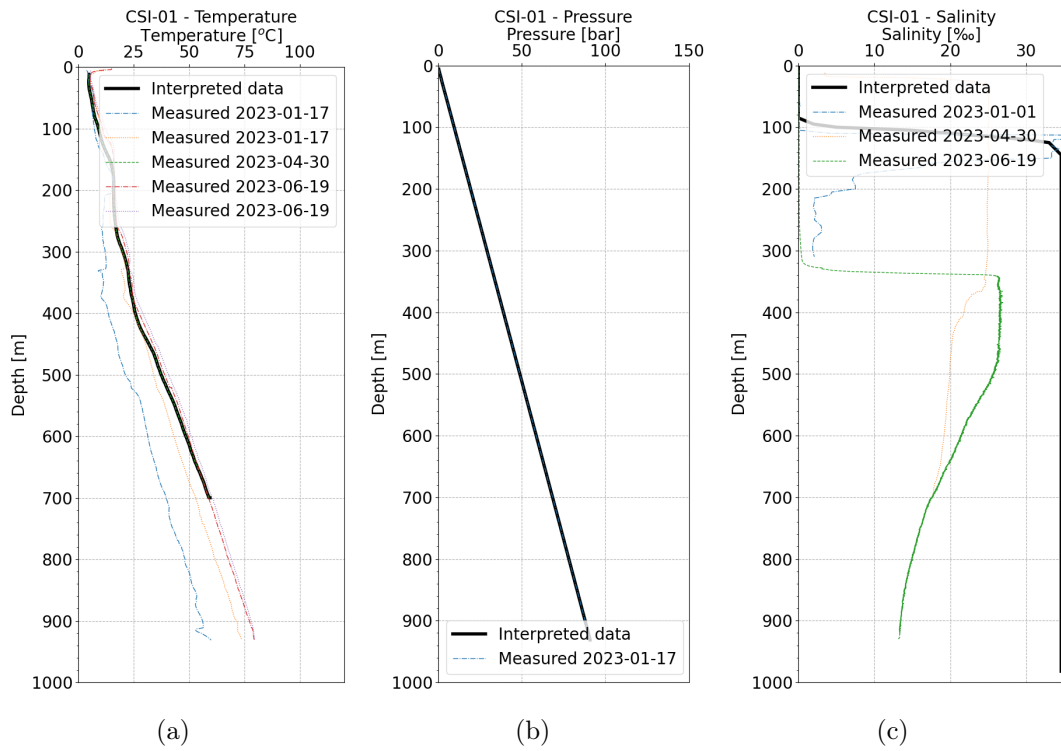 CSI-01 - Temperature
Temperature [°C]
0 25 50 75 100
0
100
200
300
400
500
600
700
800
900
1000
Depth [m]
Interpreted data
Measured 2023-01-17
Measured 2023-01-17
Measured 2023-04-30
Measured 2023-06-19
Measured 2023-06-19
(a)
CSI-01 - Pressure
Pressure [bar]
0 50 100 150
0
100
200
300
400
500
600
700
800
900
1000
Depth [m]
Interpreted data
Measured 2023-01-17
(b)
CSI-01 - Salinity
Salinity [‰]
0 10 20 30
0
100
200
300
400
500
600
700
800
900
1000
Depth [m]
Interpreted data
Measured 2023-01-01
Measured 2023-04-30
Measured 2023-06-19
(c)